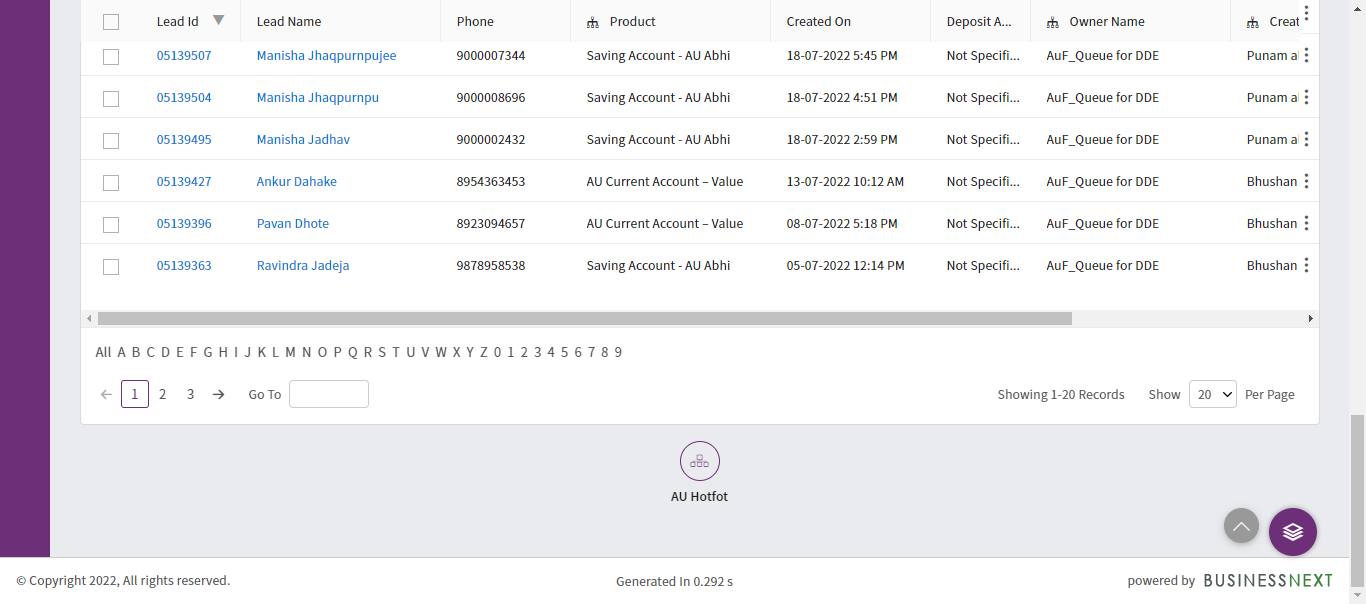 Lead Id Lead Name Phone Product Created On Deposit A... Owner Name Creat
05139507 Manisha Jhaqpurnpujee 9000007344 Saving Account - AU Abhi 18-07-2022 5:45 PM Not Specifi... AuF_Queue for DDE Punam al
05139504 Manisha Jhaqpurnpu 9000008696 Saving Account - AU Abhi 18-07-2022 4:51 PM Not Specifi... AuF_Queue for DDE Punam al
05139495 Manisha Jadhav 9000002432 Saving Account - AU Abhi 18-07-2022 2:59 PM Not Specifi... AuF_Queue for DDE Punam al
05139427 Ankur Dahake 8954363453 AU Current Account – Value 13-07-2022 10:12 AM Not Specifi... AuF_Queue for DDE Bhushan
05139396 Pavan Dhote 8923094657 AU Current Account – Value 08-07-2022 5:18 PM Not Specifi... AuF_Queue for DDE Bhushan
05139363 Ravindra Jadeja 9878958538 Saving Account - AU Abhi 05-07-2022 12:14 PM Not Specifi... AuF_Queue for DDE Bhushan
All A B C D E F G H I J K L M N O P Q R S T U V W X Y Z 0 1 2 3 4 5 6 7 8 9
1 2 3 Go To Showing 1-20 Records Show 20 Per Page
AU Hotfot
© Copyright 2022, All rights reserved. Generated In 0.292 s powered by BUSINESSNEXT